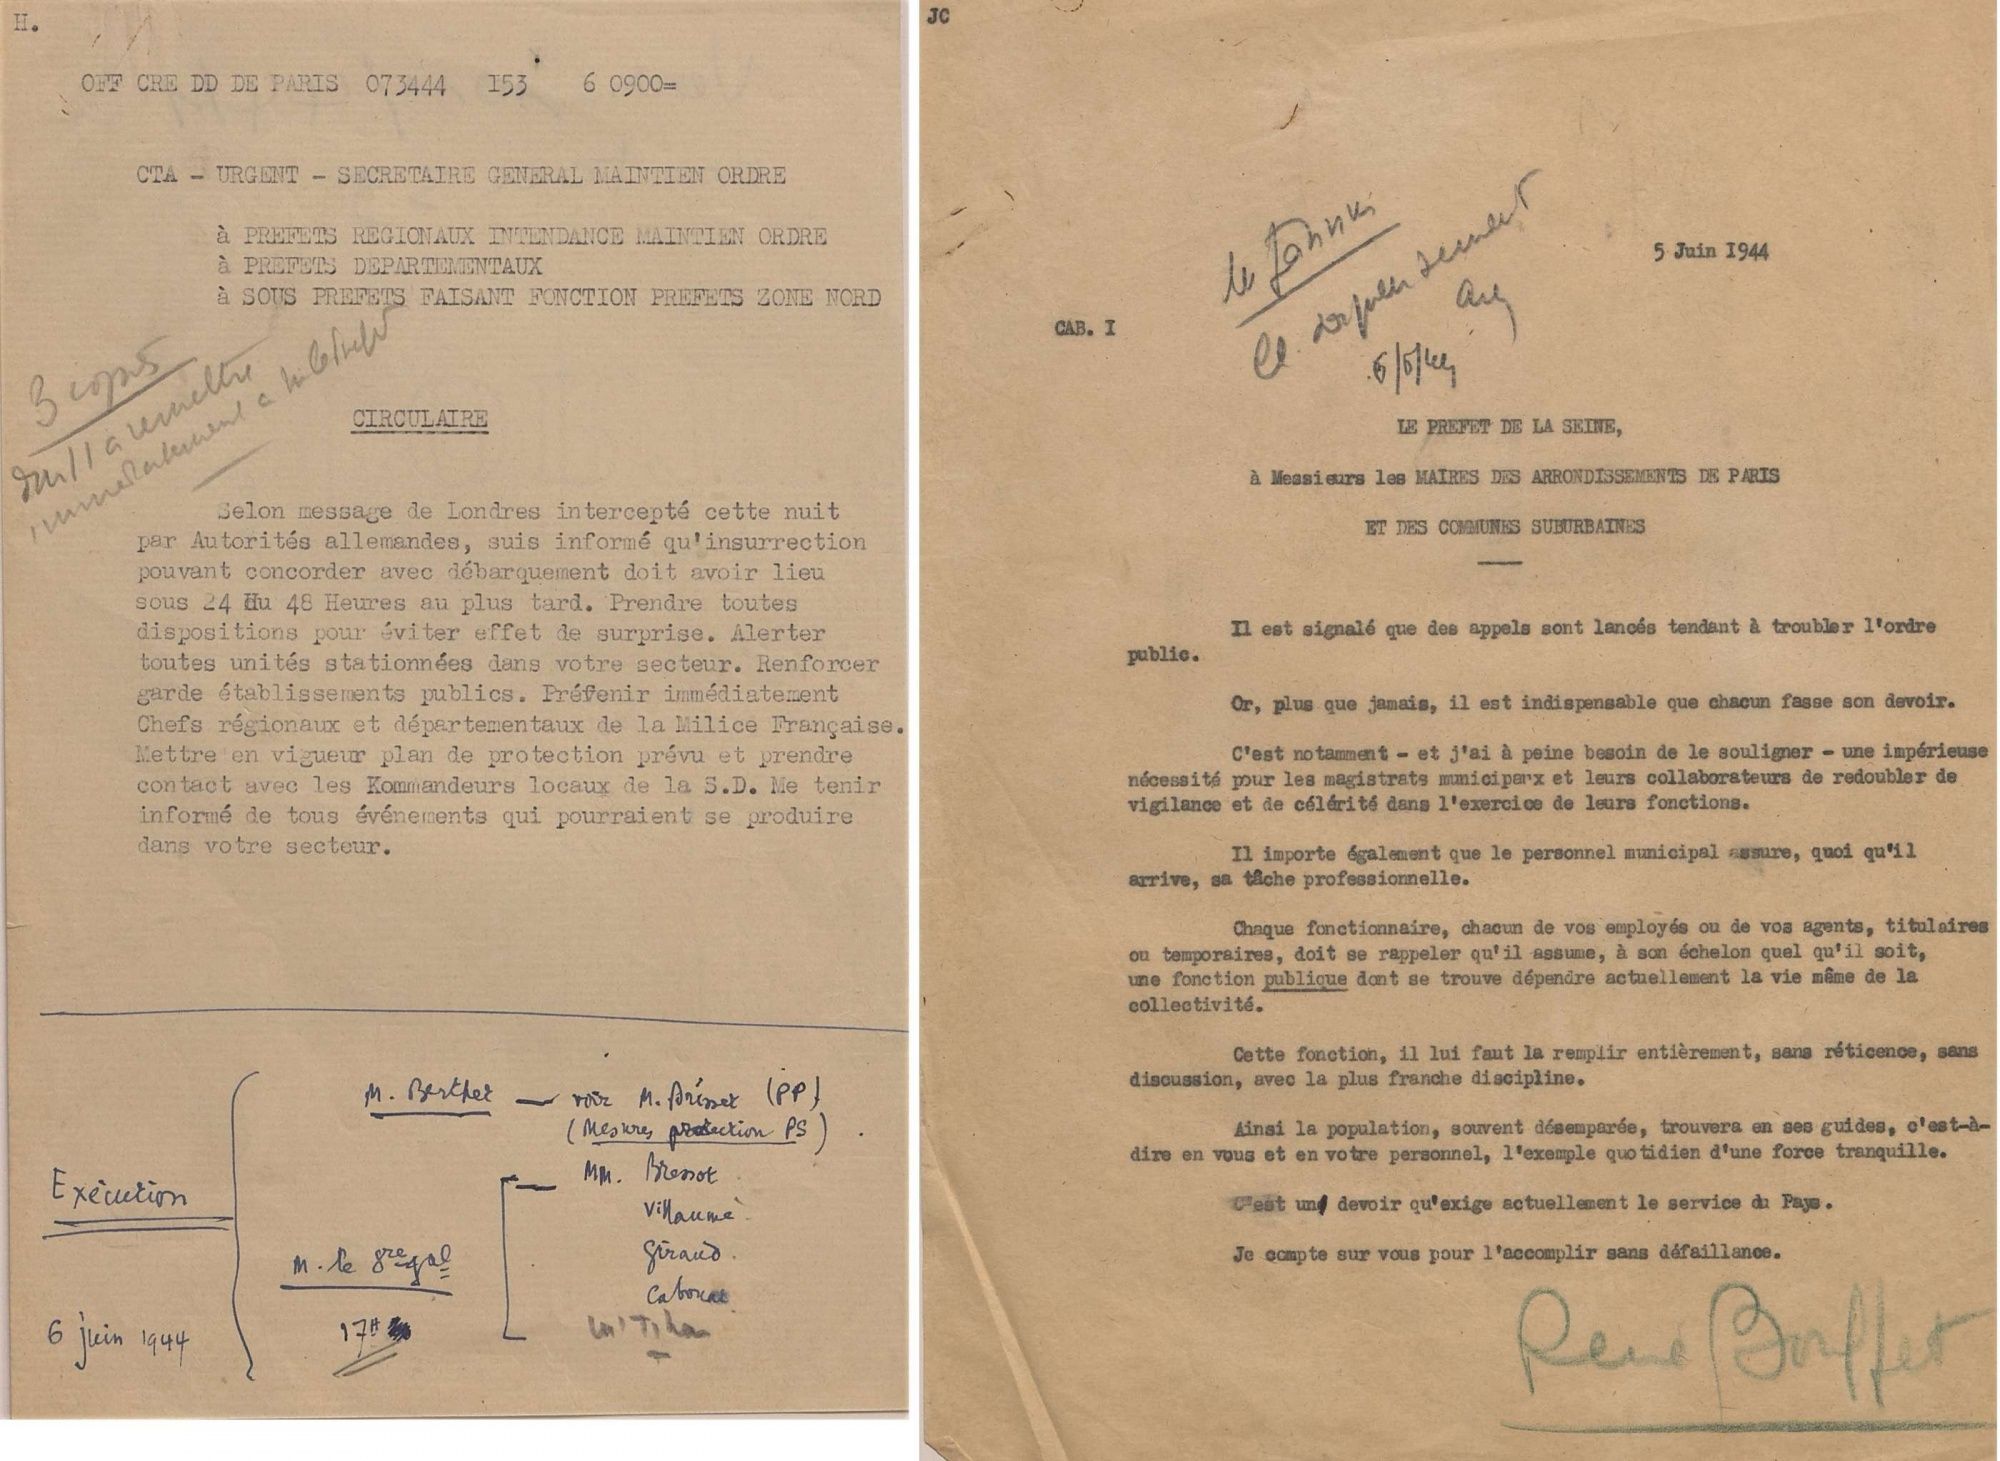 H.
OFF CRE DD DE PARIS 073444 I53 6 0900=
CTA - URGENT - SECRETAIRE GENERAL MAINTIEN ORDRE
à PREFETS REGIONAUX INTENDANCE MAINTIEN ORDRE
à PREFETS DEPARTEMENTAUX
à SOUS PREFETS FAISANT FONCTION PREFETS ZONE NORD
3 copies
dont 1 à remettre
immédiatement à
CIRCULAIRE
Selon message de Londres intercepté cette nuit
par Autorités allemandes, suis informé qu'insurrection
pouvant concorder avec débarquement doit avoir lieu
sous 24 Hu 48 Heures au plus tard. Prendre toutes
dispositions pour éviter effet de surprise. Alerter
toutes unités stationnées dans votre secteur. Renforcer
garde établissements publics. Prévenir immédiatement
Chefs régionaux et départementaux de la Milice Française.
Mettre en vigueur plan de protection prévu et prendre
contact avec les Kommandeurs locaux de la S.D. Me tenir
informé de tous événements qui pourraient se produire
dans votre secteur.
M. Berthet — voir M. Brisset (PP)
(Mesures protection PS).
MM. Bressot
Villaume
Giraud.
Exécution
M. le Sre gal
17H
6 juin 1944
JC
5 Juin I944
6/6/44
CAB. I
LE PREFET DE LA SEINE,
à Messieurs les MAIRES DES ARRONDISSEMENTS DE PARIS
ET DES COMMUNES SUBURBAINES
Il est signalé que des appels sont lancés tendant à troubler l'ordre
public.
Or, plus que jamais, il est indispensable que chacun fasse son devoir.
C'est notamment - et j'ai à peine besoin de le souligner - une impérieuse
nécessité pour les magistrats municipaux et leurs collaborateurs de redoubler de
vigilance et de célérité dans l'exercice de leurs fonctions.
Il importe également que le personnel municipal assure, quoi qu'il
arrive, sa tâche professionnelle.
Chaque fonctionnaire, chacun de vos employés ou de vos agents, titulaires
ou temporaires, doit se rappeler qu'il assume, à son échelon quel qu'il soit,
une fonction publique dont se trouve dépendre actuellement la vie même de la
collectivité.
Cette fonction, il lui faut la remplir entièrement, sans réticence, sans
discussion, avec la plus franche discipline.
Ainsi la population, souvent désemparée, trouvera en ses guides, c'est-à-
dire en vous et en votre personnel, l'exemple quotidien d'une force tranquille.
C'est un devoir qu'exige actuellement le service du Pays.
Je compte sur vous pour l'accomplir sans défaillance.
René Bouffet